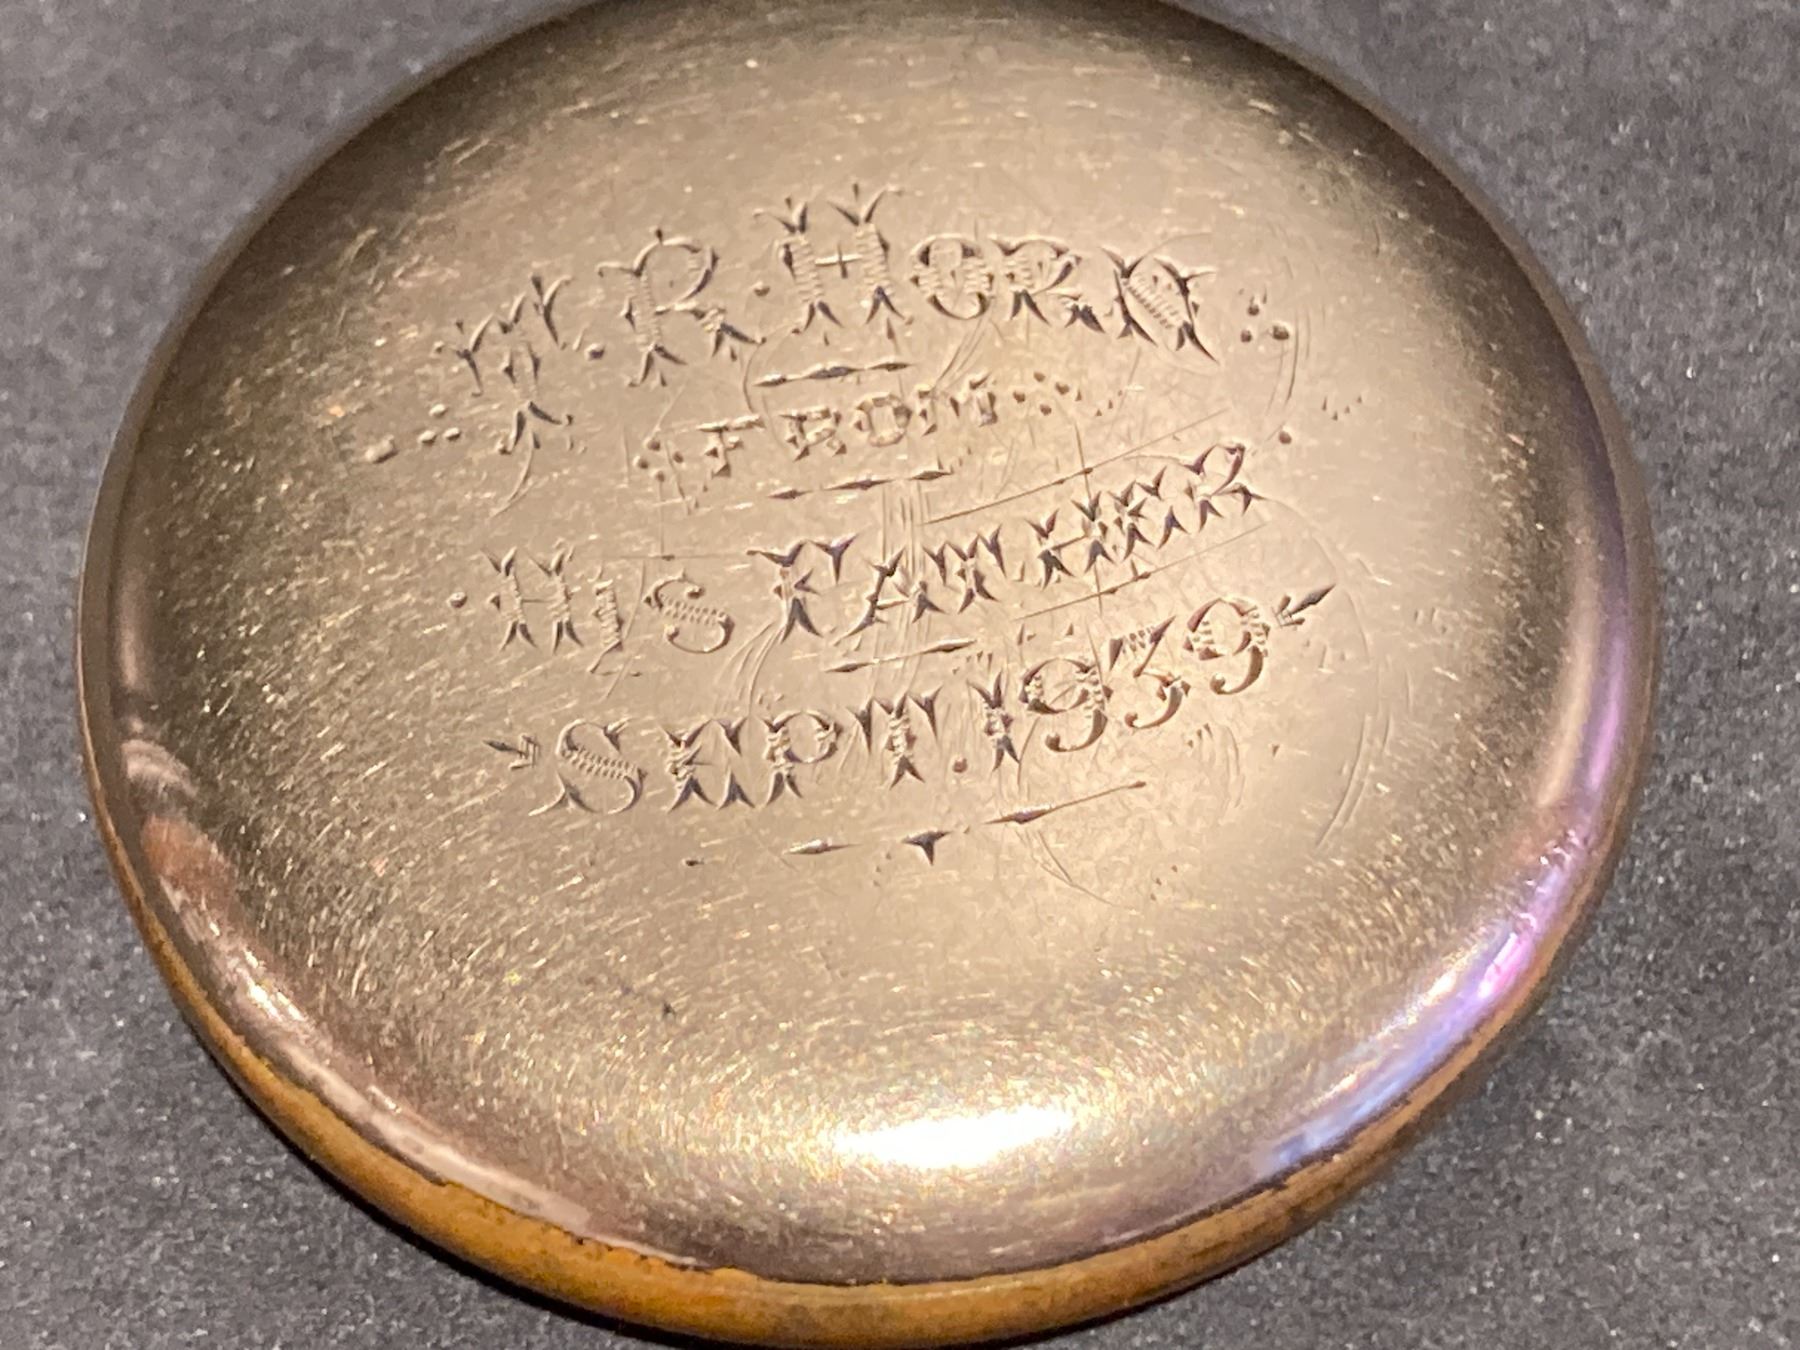 T. R. HORN
FROM
HIS FATHER
SEPT. 1939